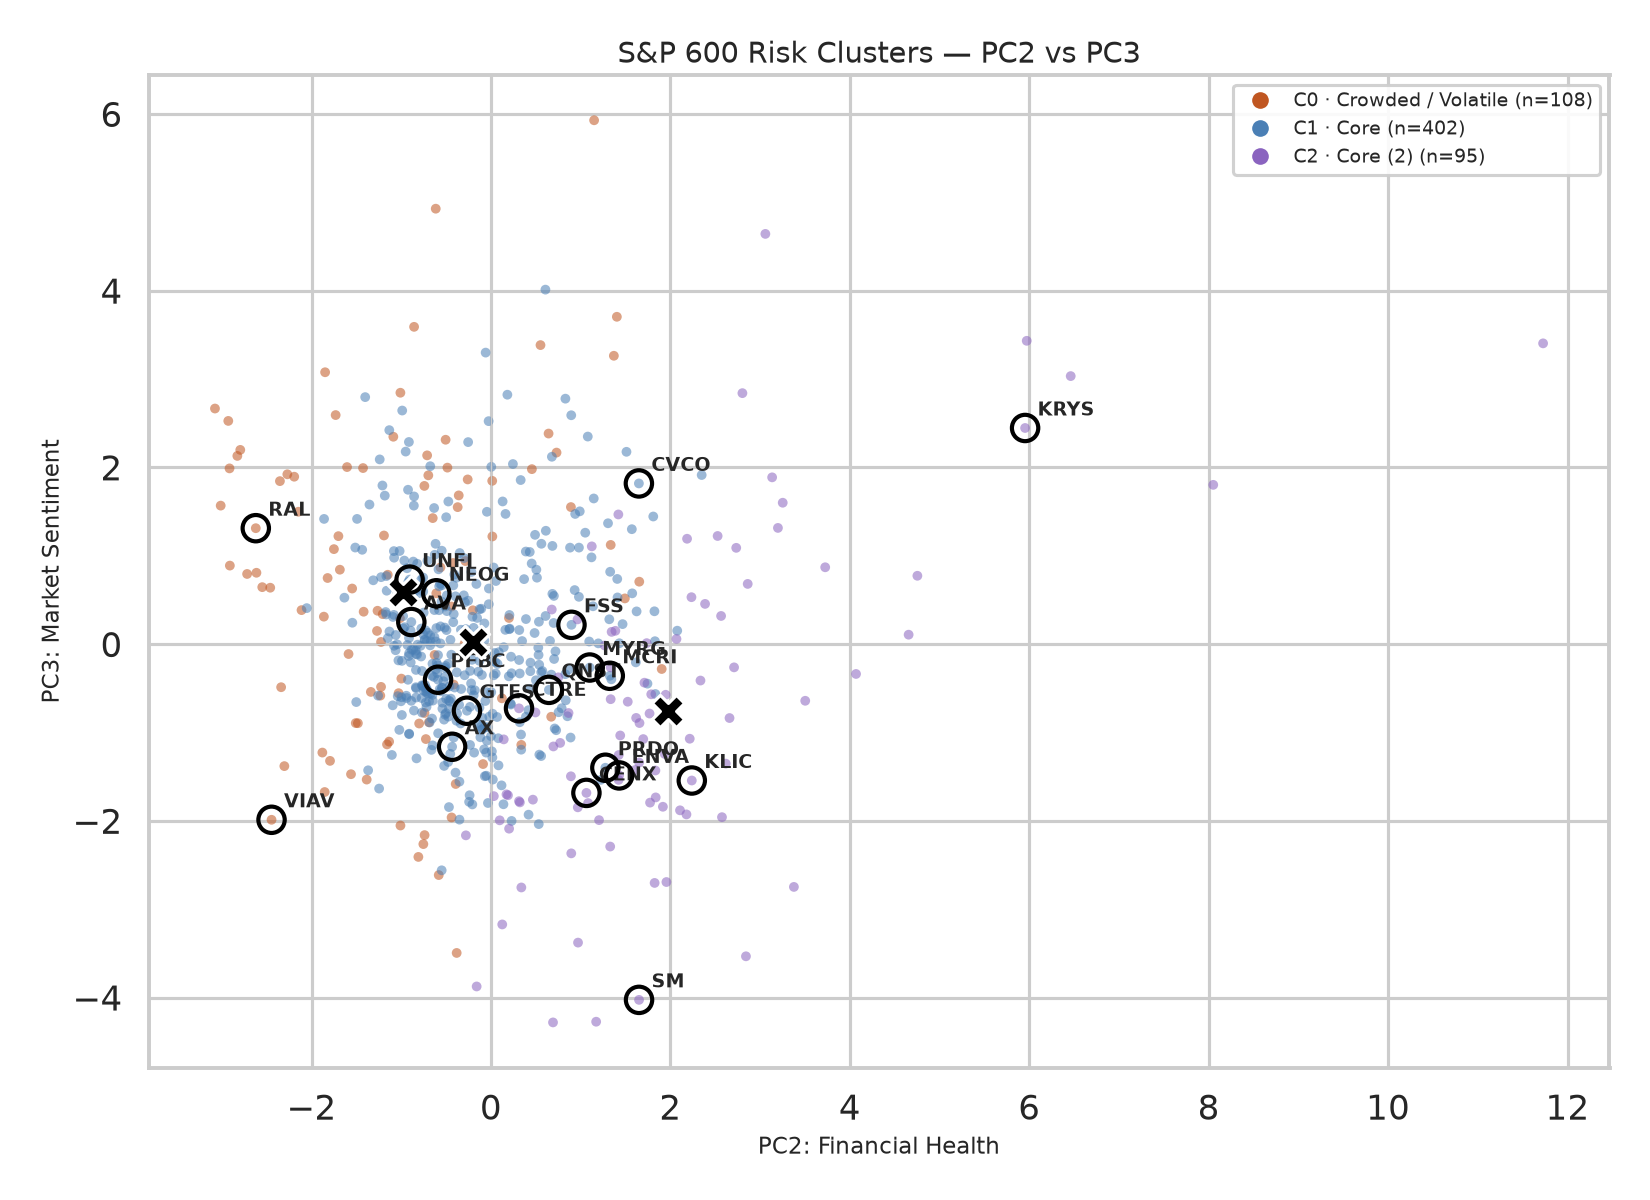 S&P 600 Risk Clusters — PC2 vs PC3
C0 · Crowded / Volatile (n=108)
C1 · Core (n=402)
C2 · Core (2) (n=95)
PC3: Market Sentiment
6
4
2
0
−2
−4
KRYS
CVCO
RAL
UNFI
NEOG
AVA
FSS
MYRG
MCRI
PFBC
QNST
CTRE
GTES
AX
PRDO
ENVA
KLIC
CENX
VIAV
SM
−2
0
2
4
6
8
10
12
PC2: Financial Health